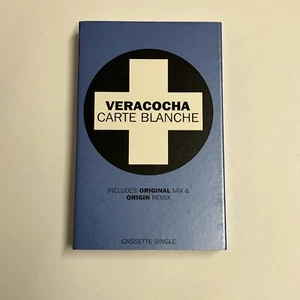 VERACOCHA
CARTE BLANCHE
INCLUDES ORIGINAL MIX &
ORIGIN REMIX
CASSETTE SINGLE